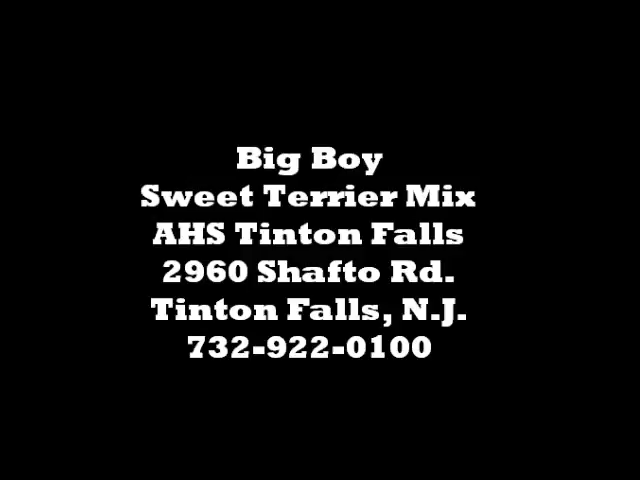 Big Boy
Sweet Terrier Mix
AHS Tinton Falls
2960 Shafto Rd.
Tinton Falls, N.J.
732-922-0100